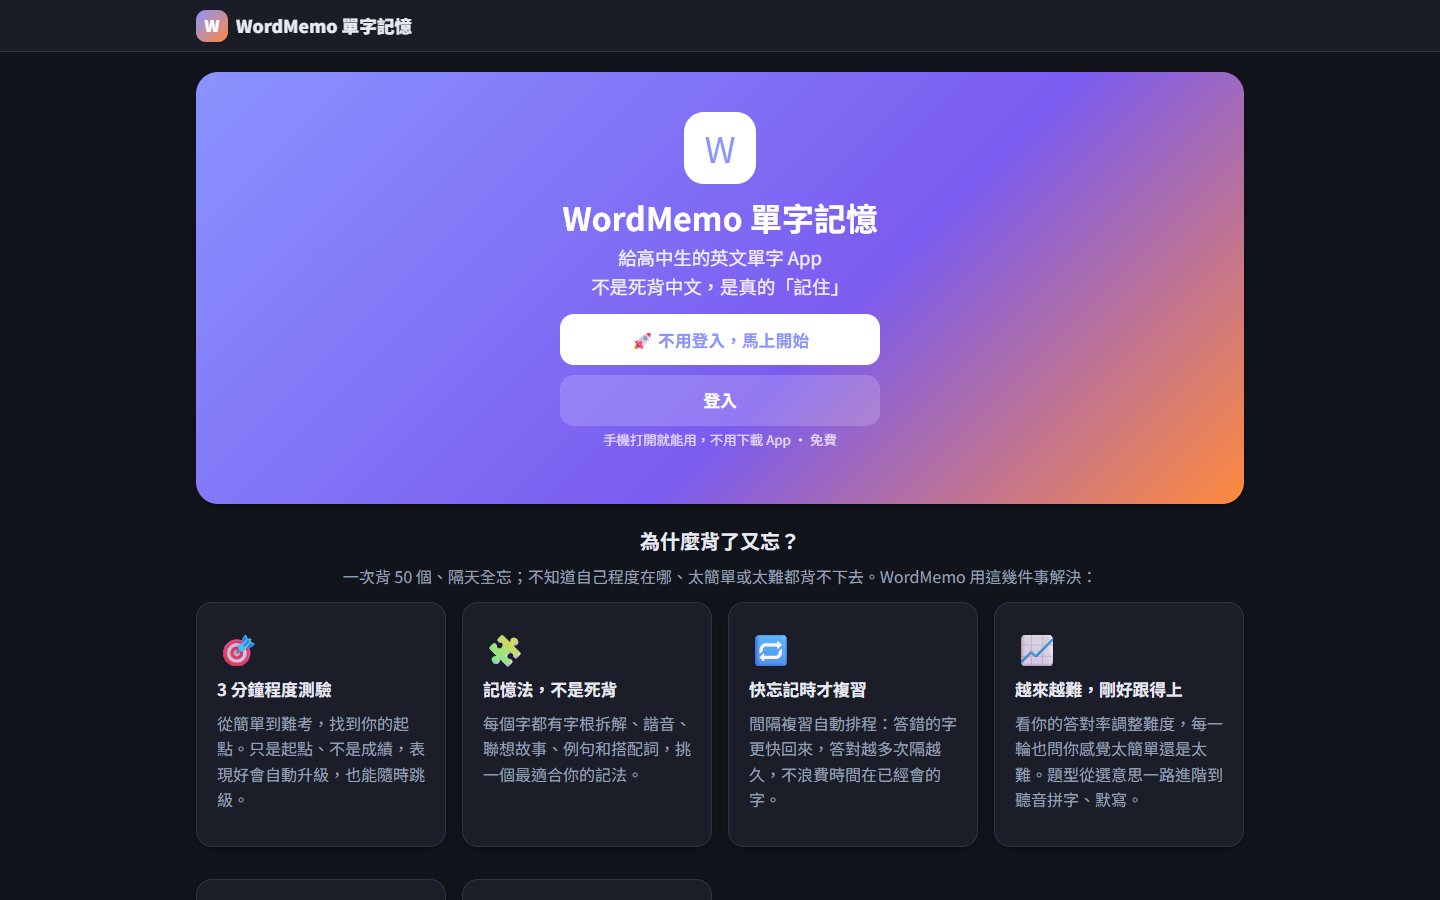 W WordMemo 單字記憶
W
WordMemo 單字記憶
給高中生的英文單字 App
不是死背中文，是真的「記住」
🚀 不用登入，馬上開始
登入
手機打開就能用，不用下載 App · 免費
為什麼背了又忘？
一次背 50 個、隔天全忘；不知道自己程度在哪、太簡單或太難都背不下去。WordMemo 用這幾件事解決：
3 分鐘程度測驗
從簡單到難考，找到你的起
點。只是起點、不是成績，表
現好會自動升級，也能隨時跳
級。
記憶法，不是死背
每個字都有字根拆解、諧音、
聯想故事、例句和搭配詞，挑
一個最適合你的記法。
快忘記時才複習
間隔複習自動排程：答錯的字
更快回來，答對越多次隔越
久，不浪費時間在已經會的
字。
越來越難，剛好跟得上
看你的答對率調整難度，每一
輪也問你感覺太簡單還是太
難。題型從選意思一路進階到
聽音拼字、默寫。